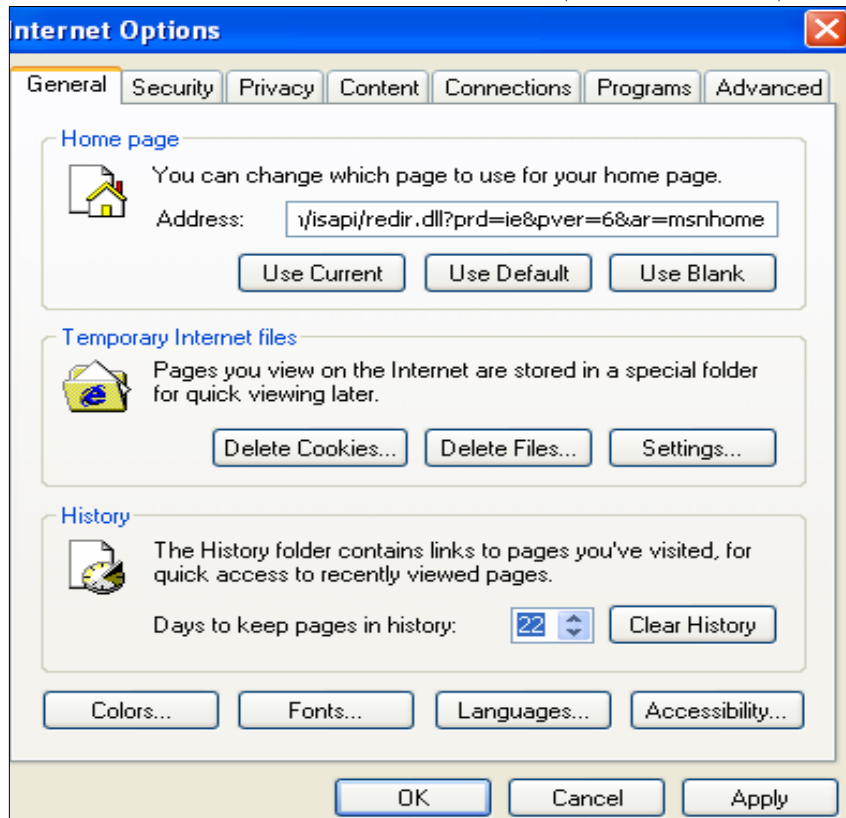 Internet Options
General Security Privacy Content Connections Programs Advanced
Home page
You can change which page to use for your home page.
Address: /isapi/redir.dll?prd=ie&pver=6&ar=msnhome
Use Current Use Default Use Blank
Temporary Internet files
Pages you view on the Internet are stored in a special folder
for quick viewing later.
Delete Cookies... Delete Files... Settings...
History
The History folder contains links to pages you've visited, for
quick access to recently viewed pages.
Days to keep pages in history: 22 Clear History
Colors... Fonts... Languages... Accessibility...
OK Cancel Apply